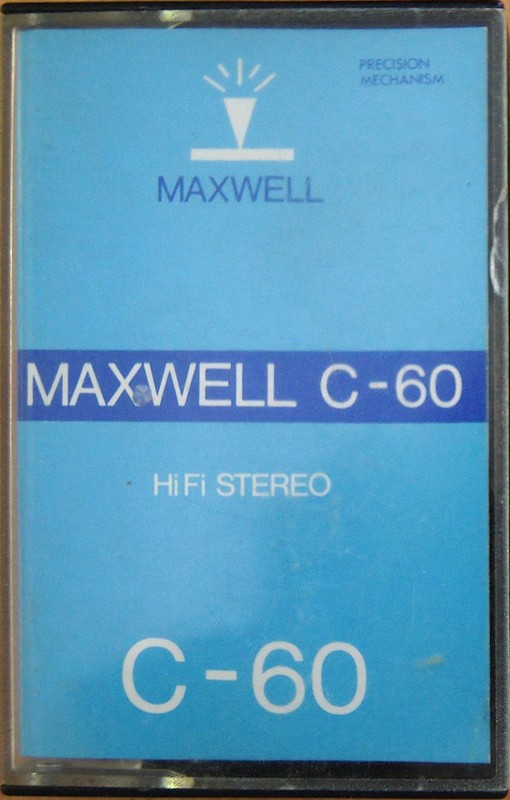 PRECISION
MECHANISM
MAXWELL
MAXWELL C-60
HiFi STEREO
C-60